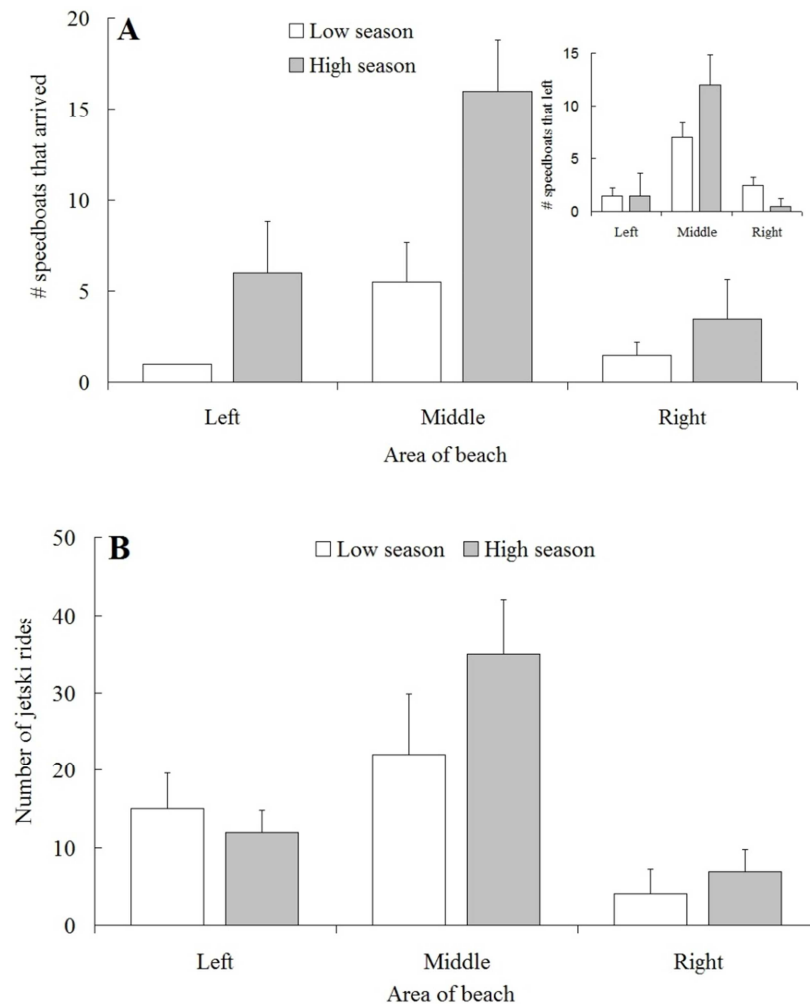 A
Low season
High season
# speedboats that arrived
20
15
10
5
0
Left Middle Right
Area of beach
# speedboats that left
15
10
5
0
Left Middle Right
B
Low season High season
Number of jetski rides
50
40
30
20
10
0
Left Middle Right
Area of beach